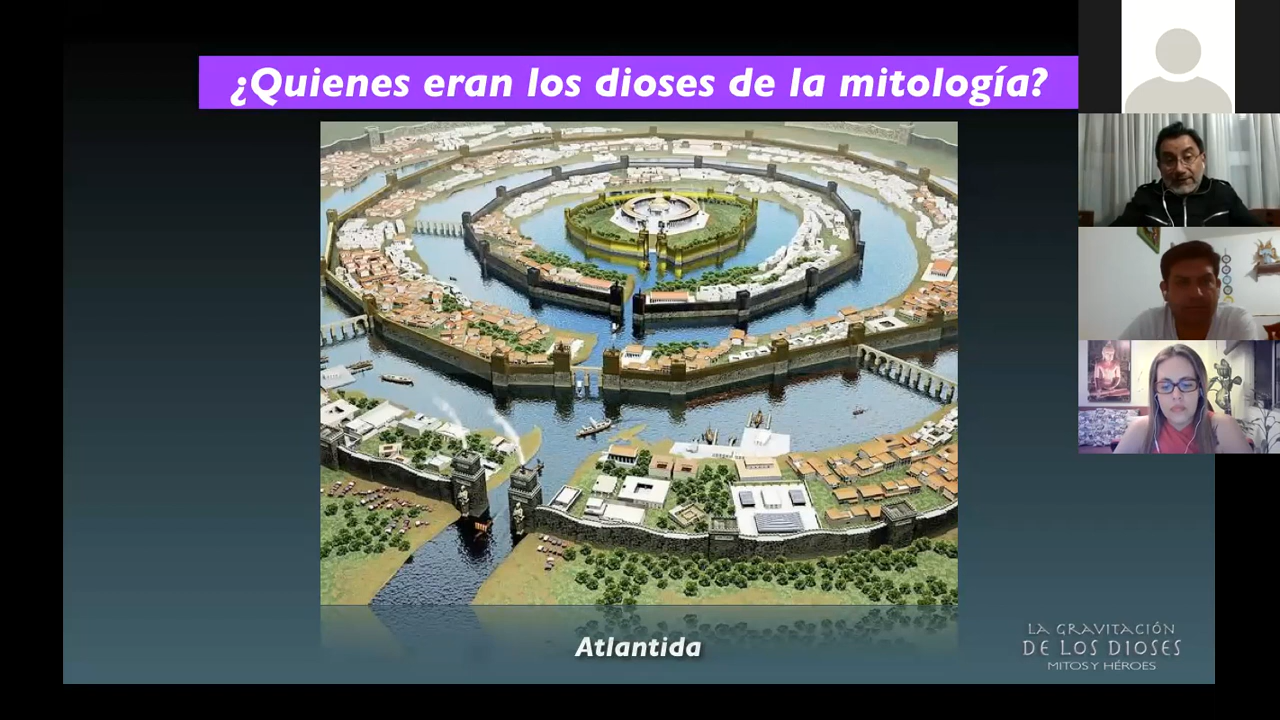 ¿Quienes eran los dioses de la mitología?
Atlantida
LA GRAVITACIÓN
DE LOS DIOSES
MITOS Y HÉROES